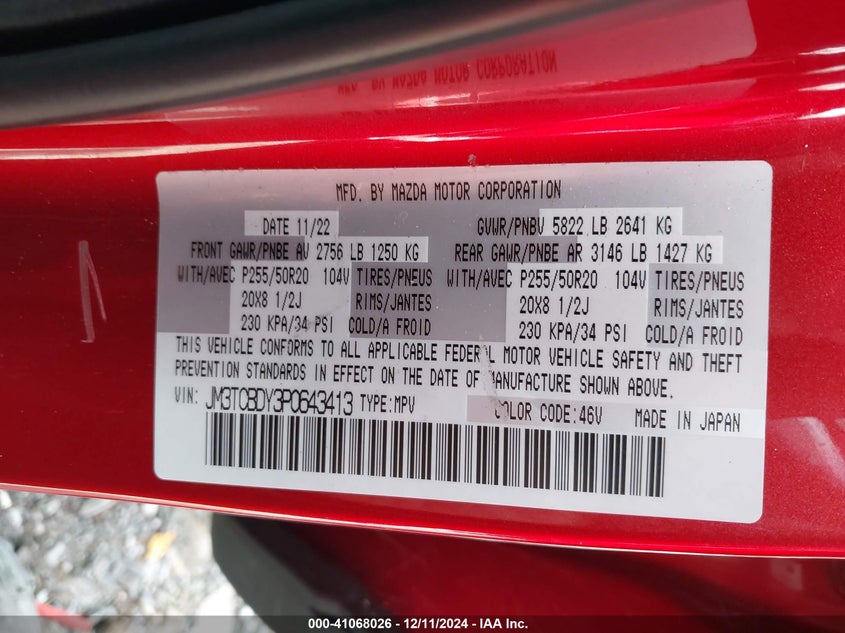 MFD. BY MAZDA MOTOR CORPORATION
MFD. BY MAZDA MOTOR CORPORATION
DATE 11/22 GVWR/PNBV 5822 LB 2641 KG
FRONT GAWR/PNBE AV 2756 LB 1250 KG REAR GAWR/PNBE AR 3146 LB 1427 KG
WITH/AVEC P255/50R20 104V TIRES/PNEUS WITH/AVEC P255/50R20 104V TIRES/PNEUS
20X8 1/2J RIMS/JANTES 20X8 1/2J RIMS/JANTES
230 KPA/34 PSI COLD/A FROID 230 KPA/34 PSI COLD/A FROID
THIS VEHICLE CONFORMS TO ALL APPLICABLE FEDERAL MOTOR VEHICLE SAFETY AND THEFT
PREVENTION STANDARDS IN EFFECT ON THE DATE OF MANUFACTURE SHOWN ABOVE.
VIN: JM3TCBDY3P0643413 TYPE:MPV COLOR CODE:46V MADE IN JAPAN
000-41068026 - 12/11/2024 - IAA Inc.